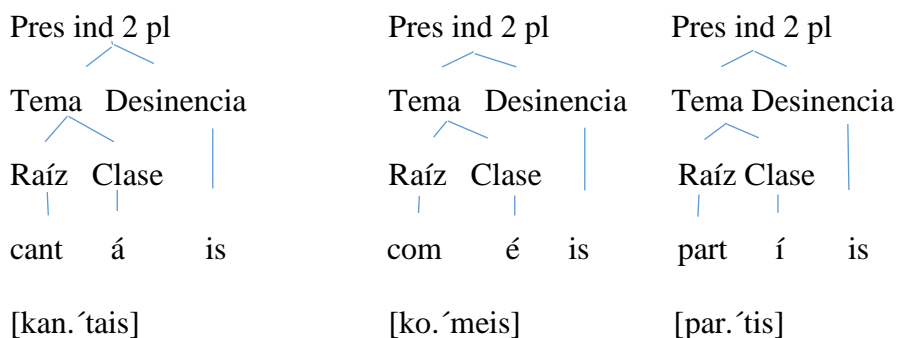 Pres ind 2 pl Pres ind 2 pl Pres ind 2 pl
Tema Desinencia Tema Desinencia Tema Desinencia
Raíz Clase Raíz Clase Raíz Clase
cant á is com é is part í is
[kan.´tais] [ko.´meis] [par.´tis]